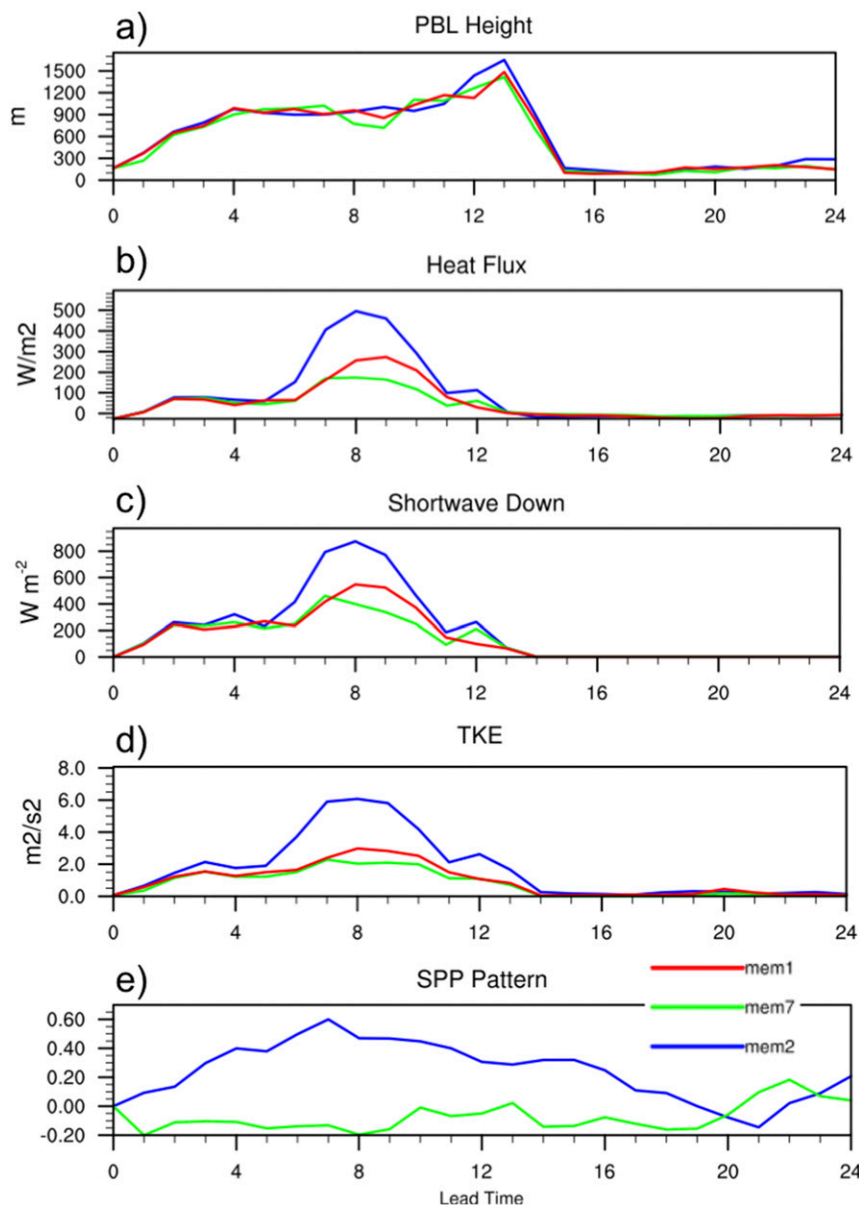 a) PBL Height
m
1500
1200
900
600
300
0
0 4 8 12 16 20 24
b) Heat Flux
W/m2
500
400
300
200
100
0
0 4 8 12 16 20 24
c) Shortwave Down
W m-2
800
600
400
200
0
0 4 8 12 16 20 24
d) TKE
m2/s2
8.0
6.0
4.0
2.0
0.0
0 4 8 12 16 20 24
e) SPP Pattern
mem1
mem7
mem2
0.60
0.40
0.20
0.00
-0.20
0 4 8 12 16 20 24
Lead Time